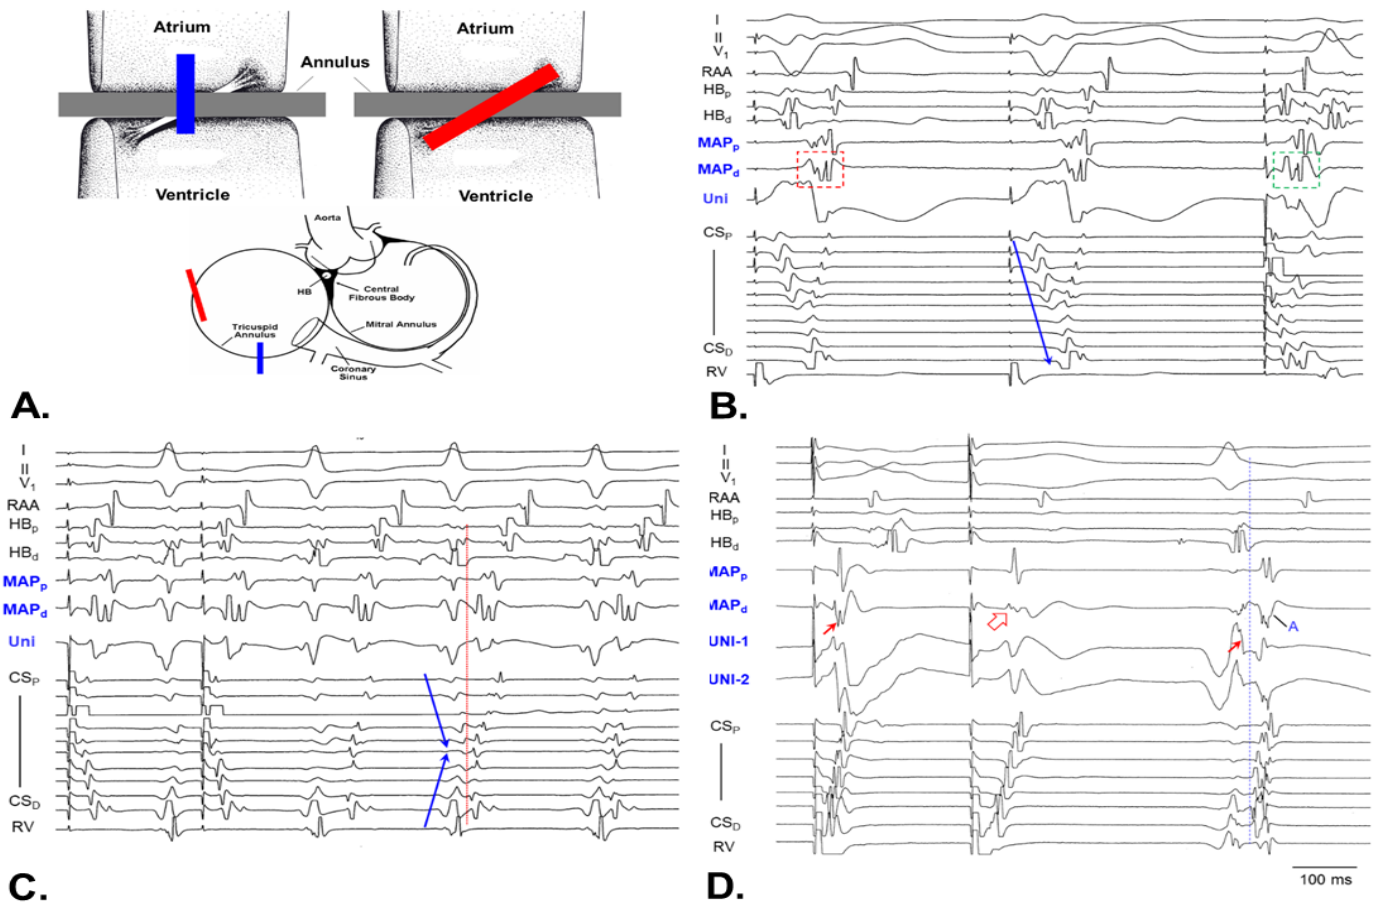 Atrium
Atrium
Annulus
Ventricle
Ventricle
Aorta
HB
Central
Fibrous Body
Tricuspid
Annulus
Mitral Annulus
Coronary
Sinus
A.
I
II
V1
RAA
HBp
HBd
MAPp
MAPd
Uni
CSP
CSD
RV
B.
I
II
V1
RAA
HBp
HBd
MAPp
MAPd
Uni
CSP
CSD
RV
C.
I
II
V1
RAA
HBp
HBd
MAPp
MAPd
A
UNI-1
UNI-2
CSP
CSD
RV
100 ms
D.